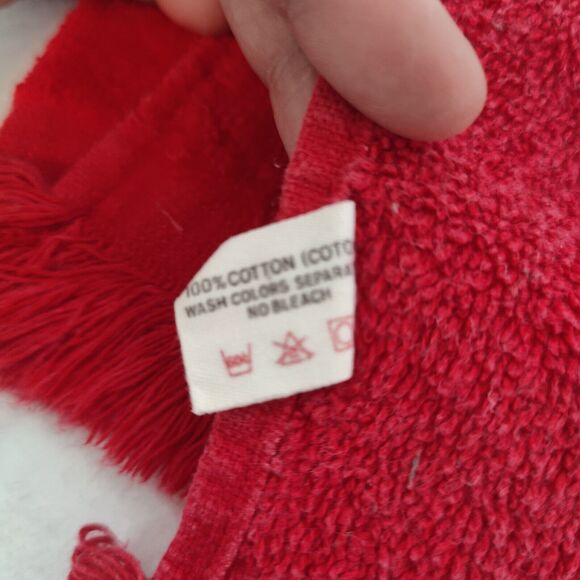 100% COTTON (COTO
WASH COLORS SEPARA
NO BLEACH